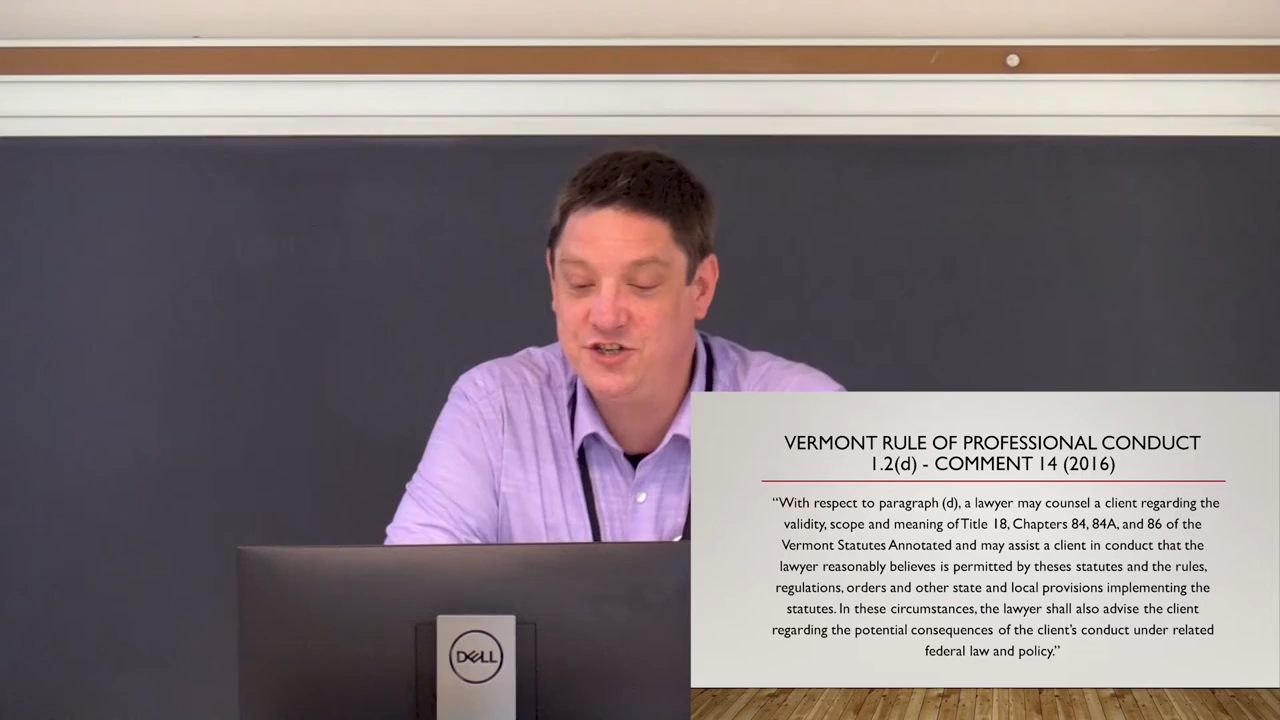 VERMONT RULE OF PROFESSIONAL CONDUCT
1.2(d) - COMMENT 14 (2016)
“With respect to paragraph (d), a lawyer may counsel a client regarding the
validity, scope and meaning of Title 18, Chapters 84, 84A, and 86 of the
Vermont Statutes Annotated and may assist a client in conduct that the
lawyer reasonably believes is permitted by theses statutes and the rules,
regulations, orders and other state and local provisions implementing the
statutes. In these circumstances, the lawyer shall also advise the client
regarding the potential consequences of the client’s conduct under related
federal law and policy.”
DELL